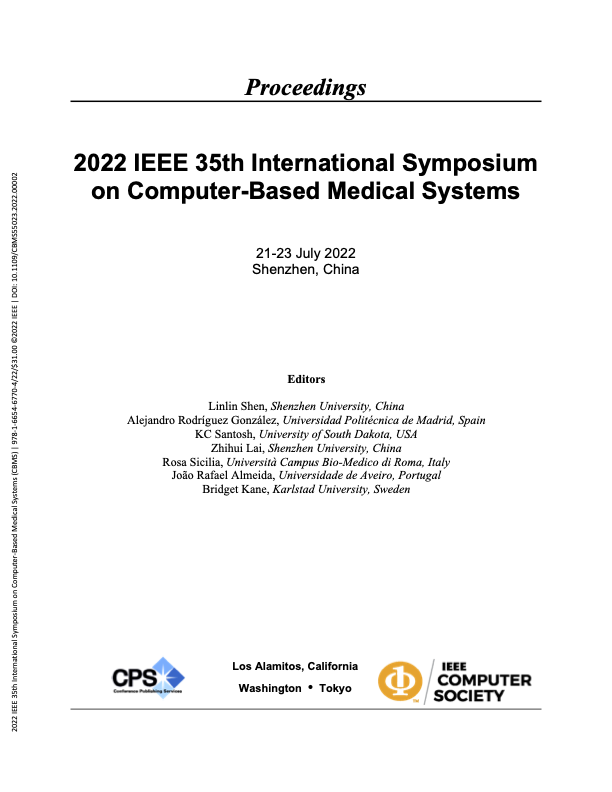 Proceedings
2022 IEEE 35th International Symposium
on Computer-Based Medical Systems
21-23 July 2022
Shenzhen, China
Editors
Linlin Shen, Shenzhen University, China
Alejandro Rodríguez González, Universidad Politécnica de Madrid, Spain
KC Santosh, University of South Dakota, USA
Zhihui Lai, Shenzhen University, China
Rosa Sicilia, Università Campus Bio-Medico di Roma, Italy
João Rafael Almeida, Universidade de Aveiro, Portugal
Bridget Kane, Karlstad University, Sweden
CPS
Conference Publishing Services
Los Alamitos, California
Washington • Tokyo
IEEE
COMPUTER
SOCIETY
TM
2022 IEEE 35th International Symposium on Computer-Based Medical Systems (CBMS) | 978-1-6654-6770-4/22/$31.00 ©2022 IEEE | DOI: 10.1109/CBMS55023.2022.00002